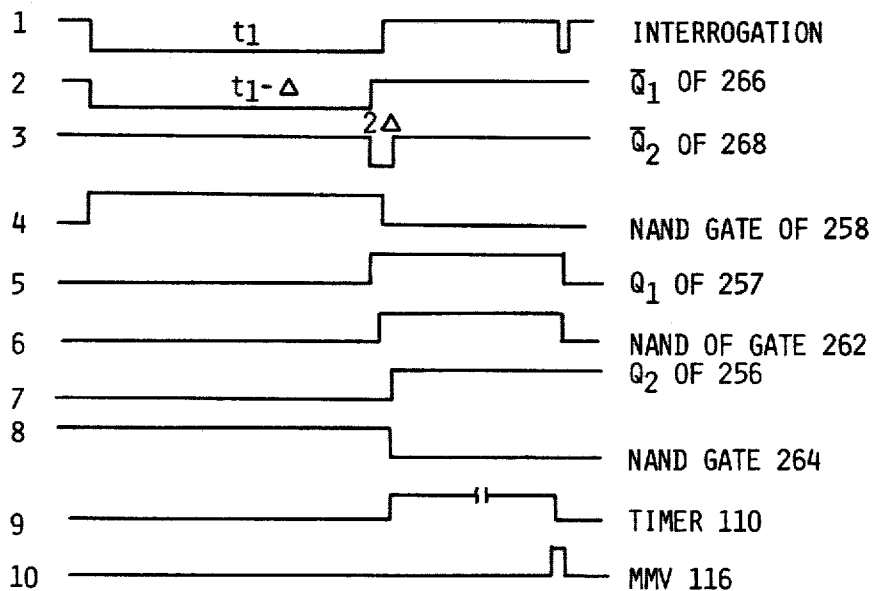 1 t1 INTERROGATION
2 t1-Δ Q̅1 OF 266
3 2Δ Q̅2 OF 268
4 NAND GATE OF 258
5 Q1 OF 257
6 NAND OF GATE 262
7 Q2 OF 256
8 NAND GATE 264
9 TIMER 110
10 MMV 116